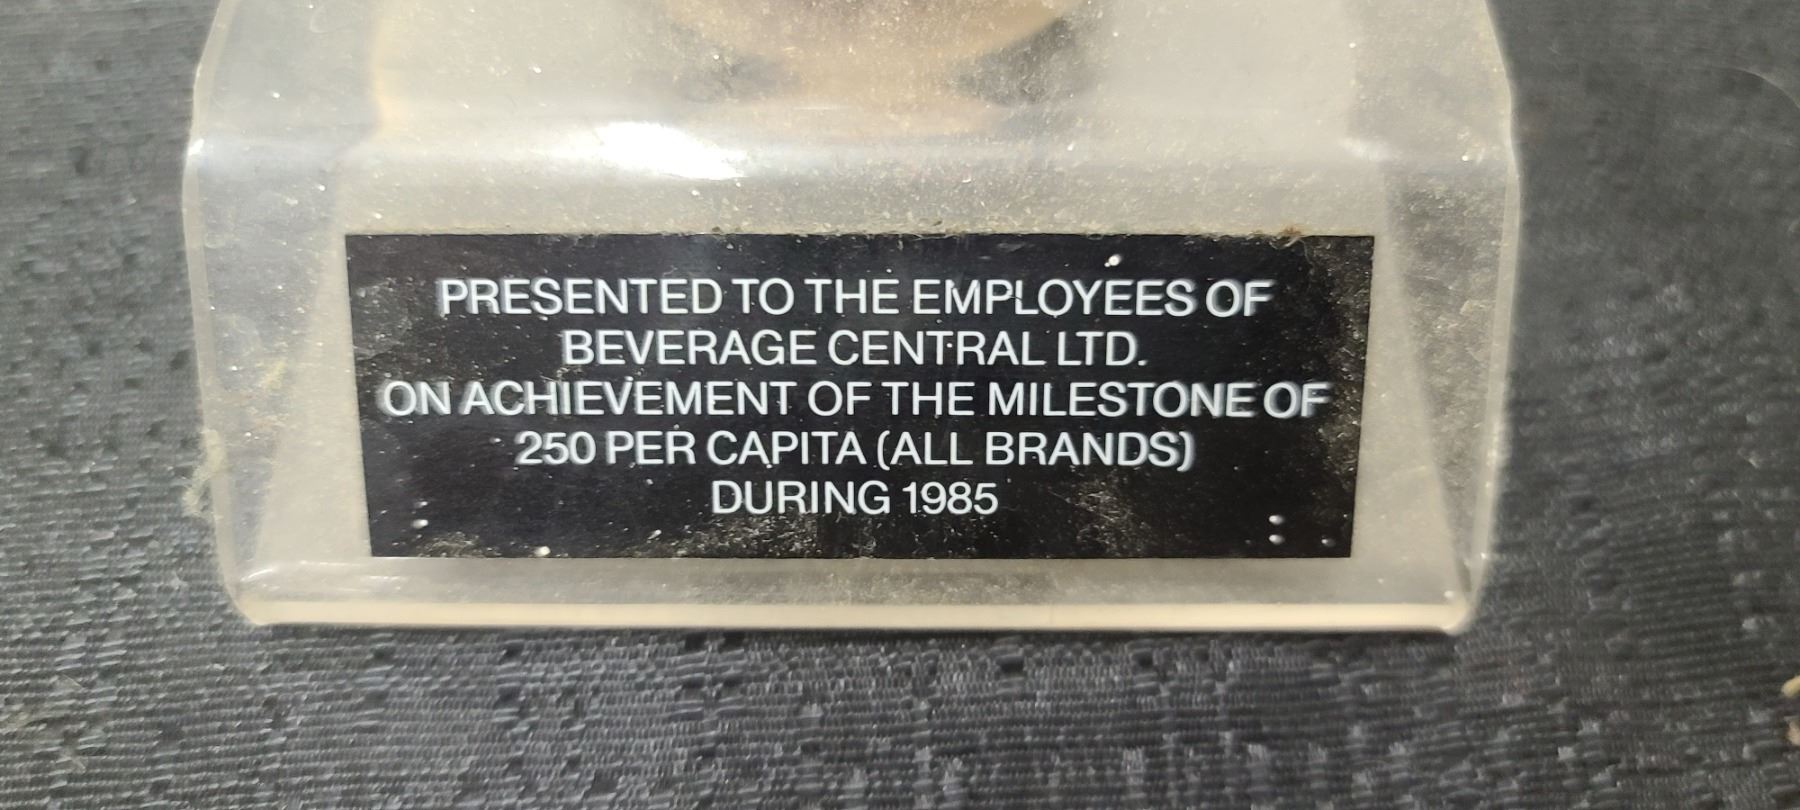 PRESENTED TO THE EMPLOYEES OF
BEVERAGE CENTRAL LTD.
ON ACHIEVEMENT OF THE MILESTONE OF
250 PER CAPITA (ALL BRANDS)
DURING 1985